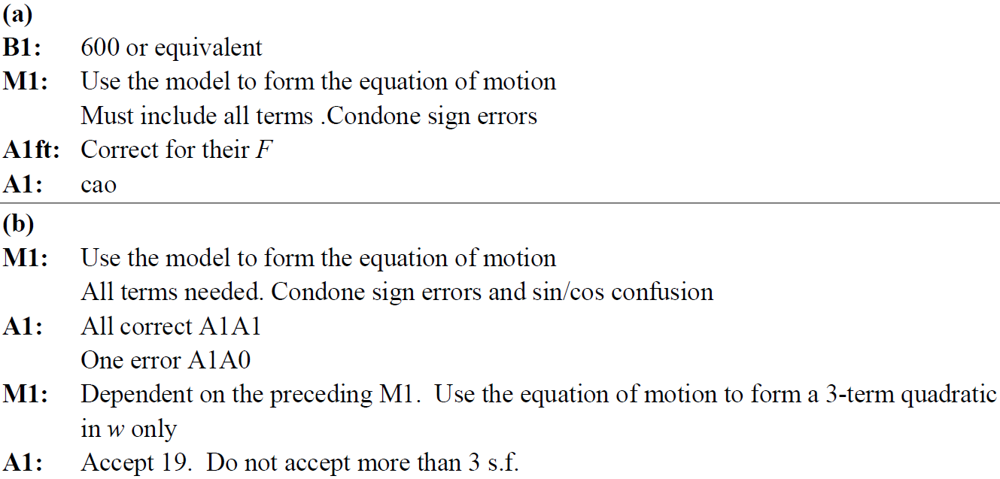 (a)
B1: 600 or equivalent
M1: Use the model to form the equation of motion
Must include all terms .Condone sign errors
A1ft: Correct for their F
A1: cao
(b)
M1: Use the model to form the equation of motion
All terms needed. Condone sign errors and sin/cos confusion
A1: All correct A1A1
One error A1A0
M1: Dependent on the preceding M1. Use the equation of motion to form a 3-term quadratic
in w only
A1: Accept 19. Do not accept more than 3 s.f.